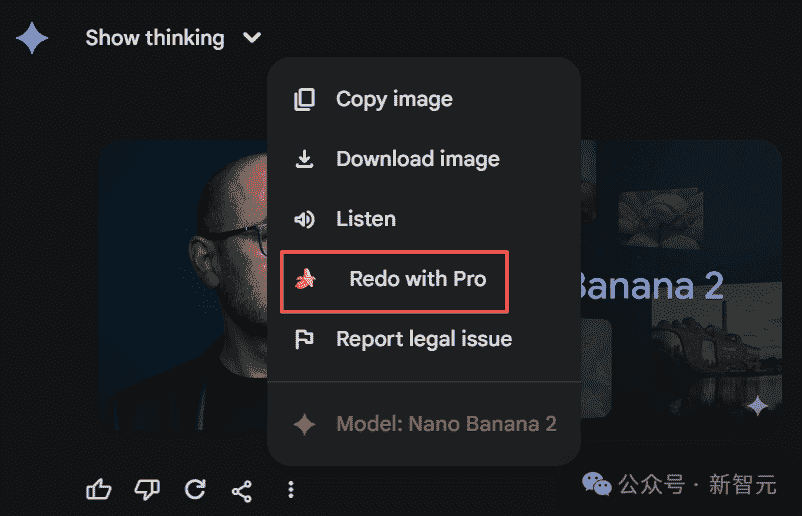 Show thinking
Copy image
Download image
Listen
Redo with Pro
Banana 2
Report legal issue
Model: Nano Banana 2
公众号 · 新智元